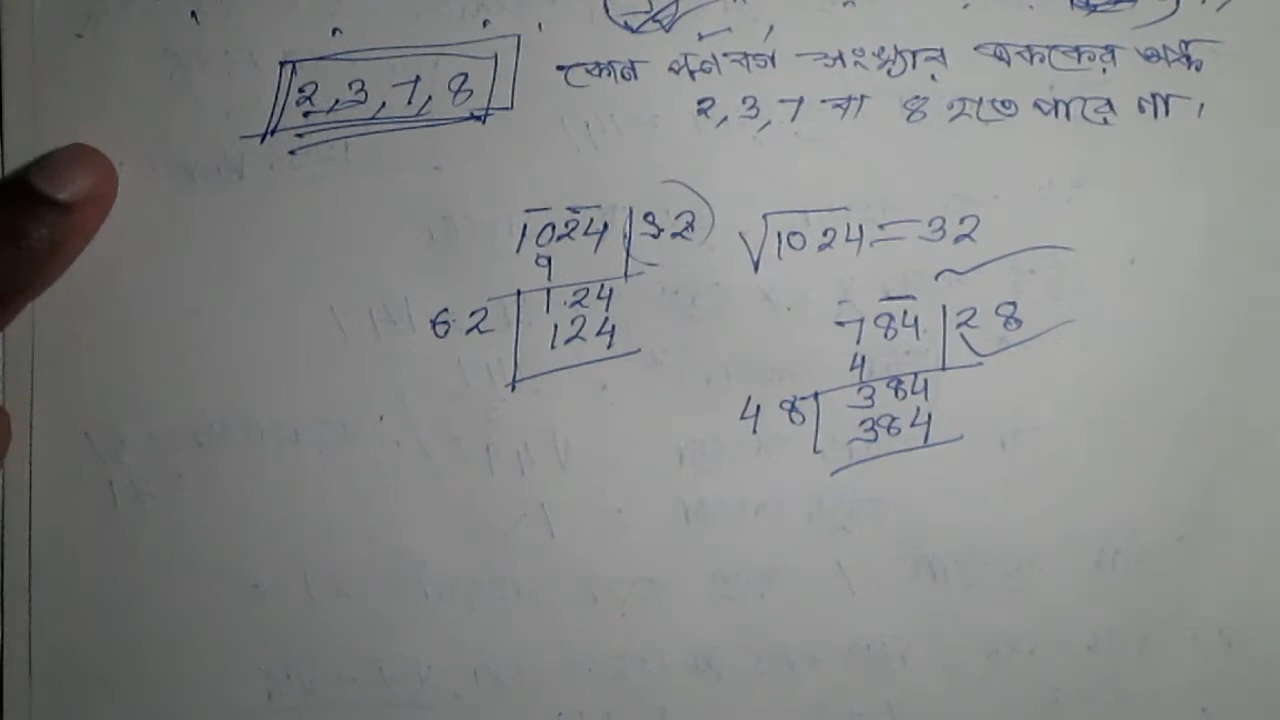 2, 3, 7, 8
কোন পূর্ণবর্গ সংখ্যার এককের অঙ্ক
2, 3, 7 বা 8 হতে পারে না।
1024 | 32
9
62 | 124
124
√1024 = 32
784 | 28
4
48 | 384
384